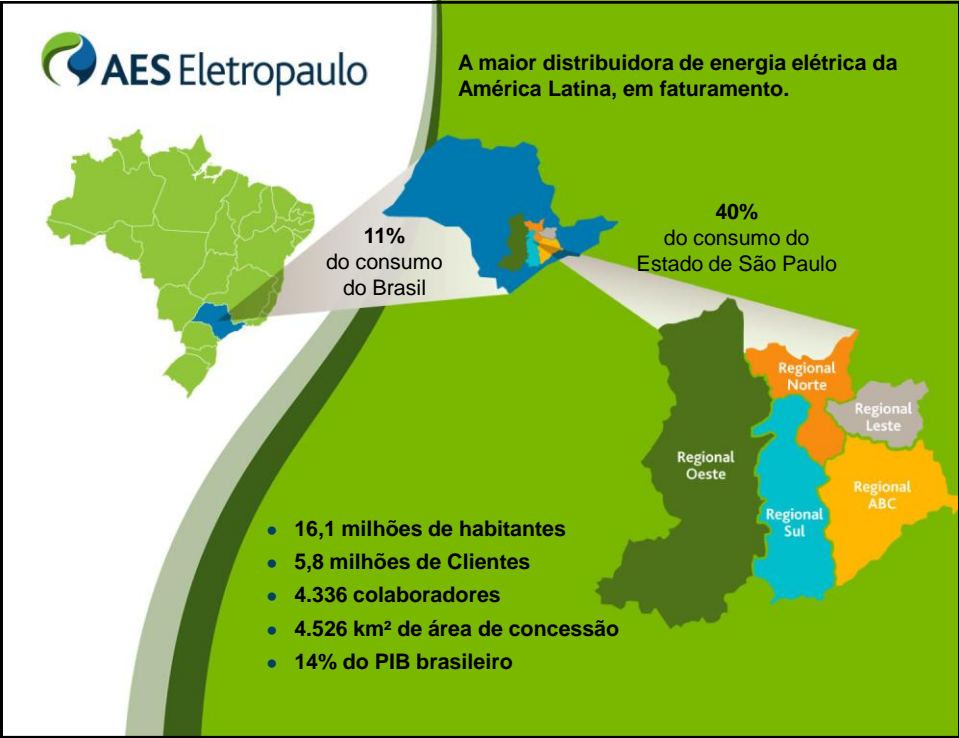 AES Eletropaulo
A maior distribuidora de energia elétrica da
América Latina, em faturamento.
11%
do consumo
do Brasil
40%
do consumo do
Estado de São Paulo
Regional
Norte
Regional
Leste
Regional
Oeste
Regional
ABC
Regional
Sul
• 16,1 milhões de habitantes
• 5,8 milhões de Clientes
• 4.336 colaboradores
• 4.526 km² de área de concessão
• 14% do PIB brasileiro